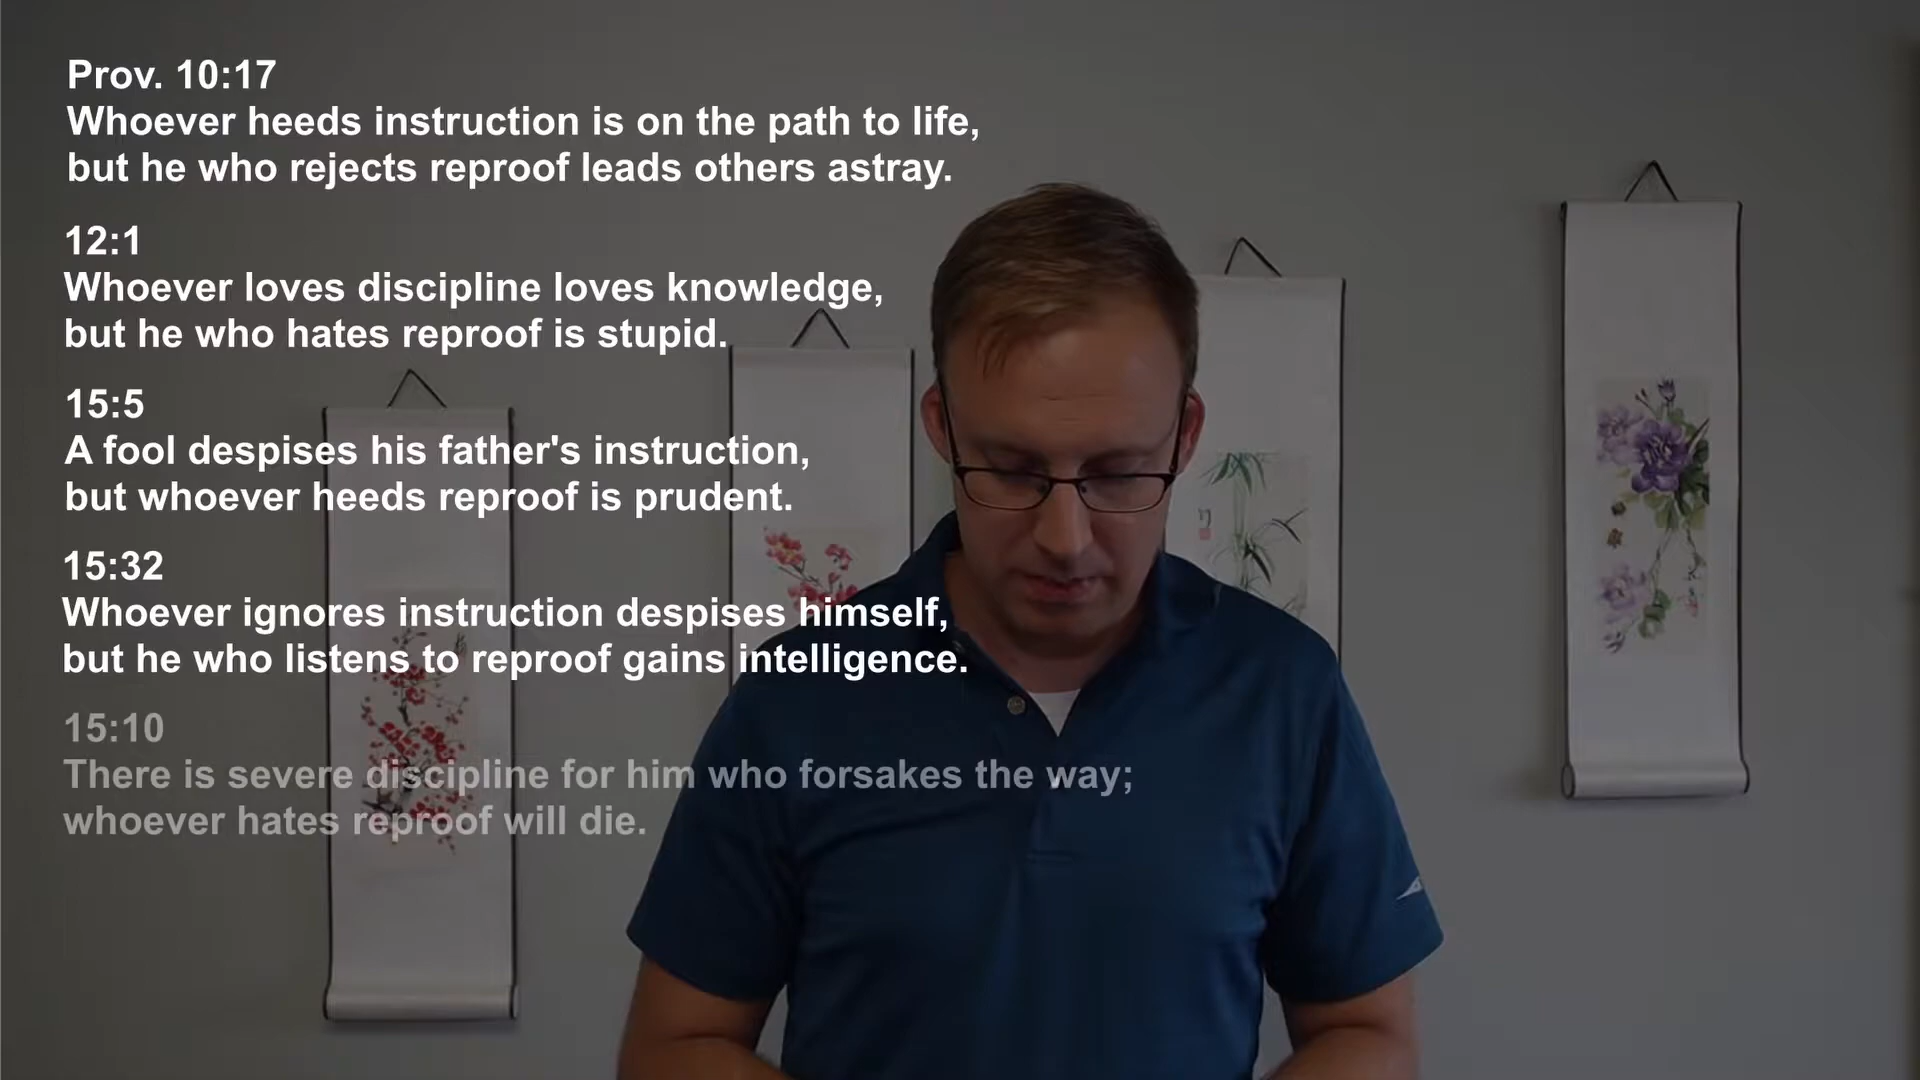 Prov. 10:17
Whoever heeds instruction is on the path to life,
but he who rejects reproof leads others astray.
12:1
Whoever loves discipline loves knowledge,
but he who hates reproof is stupid.
15:5
A fool despises his father's instruction,
but whoever heeds reproof is prudent.
15:32
Whoever ignores instruction despises himself,
but he who listens to reproof gains intelligence.
15:10
There is severe discipline for him who forsakes the way;
whoever hates reproof will die.